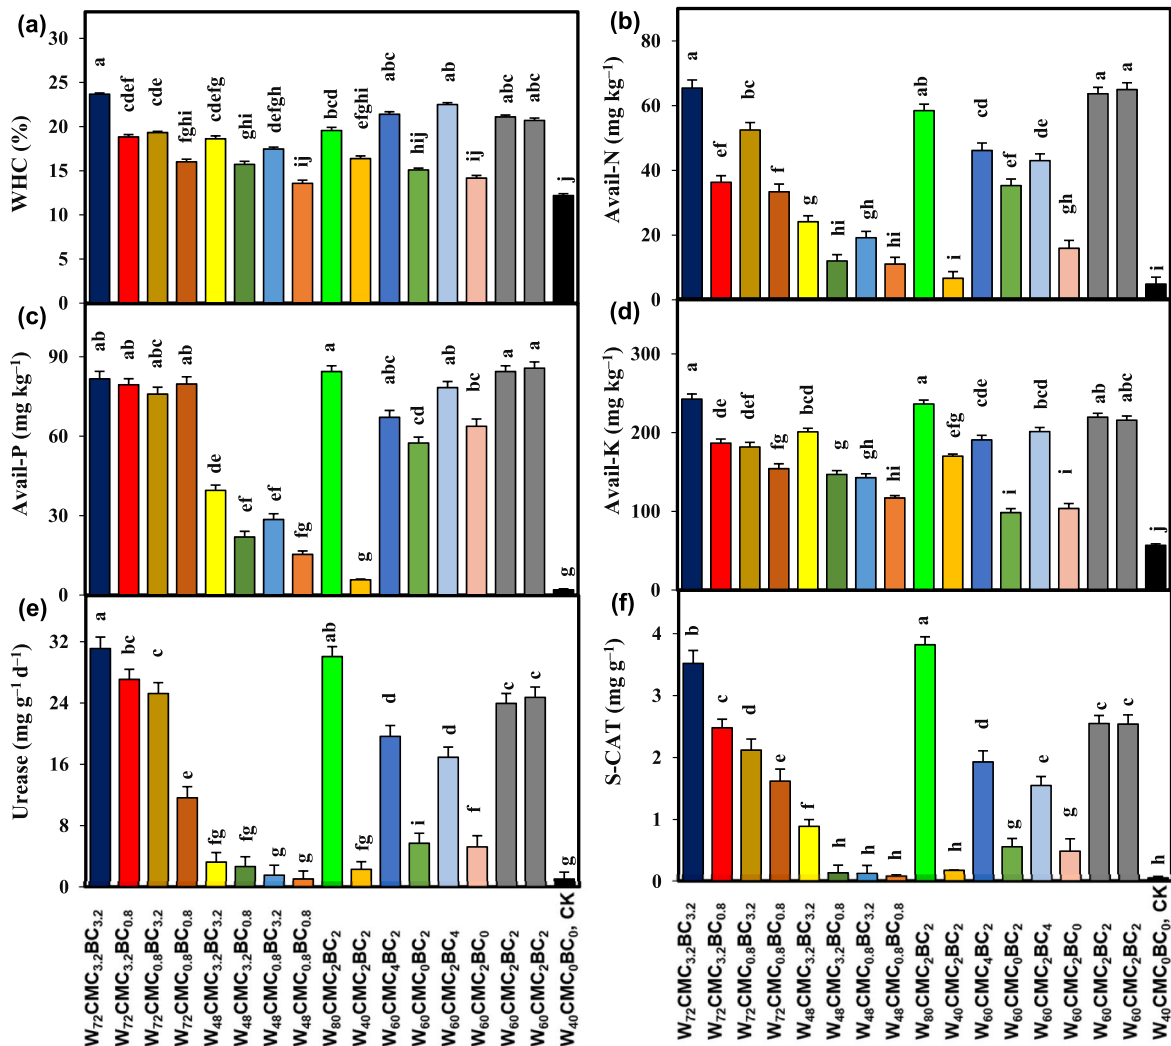 (a)
WHC (%)
30
25
20
15
10
5
0
a
cdef
cde
fghi
cdefg
ghi
defgh
ij
bcd
efghi
abc
hij
ab
ij
abc
abc
j
(b)
Avail-N (mg kg⁻¹)
80
60
40
20
0
a
ef
bc
f
g
hi
gh
hi
ab
i
cd
ef
de
gh
a
a
i
(c)
Avail-P (mg kg⁻¹)
90
60
30
0
ab
ab
abc
ab
de
ef
ef
fg
a
g
abc
cd
ab
bc
a
a
g
(d)
Avail-K (mg kg⁻¹)
300
200
100
0
a
de
def
fg
bcd
g
gh
hi
a
efg
cde
i
bcd
i
ab
abc
j
(e)
Urease (mg g⁻¹ d⁻¹)
32
24
16
8
0
a
bc
c
e
fg
fg
g
g
ab
fg
d
i
d
f
c
c
g
W₇₂CMC₃.₂BC₃.₂
W₇₂CMC₃.₂BC₀.₈
W₇₂CMC₀.₈BC₃.₂
W₇₂CMC₀.₈BC₀.₈
W₄₈CMC₃.₂BC₃.₂
W₄₈CMC₃.₂BC₀.₈
W₄₈CMC₀.₈BC₃.₂
W₄₈CMC₀.₈BC₀.₈
W₈₀CMC₂BC₂
W₄₀CMC₂BC₂
W₆₀CMC₄BC₂
W₆₀CMC₀BC₂
W₆₀CMC₂BC₄
W₆₀CMC₂BC₀
W₆₀CMC₂BC₂
W₆₀CMC₂BC₂
W₄₀CMC₀BC₀, CK
(f)
S-CAT (mg g⁻¹)
4
3
2
1
0
b
c
d
e
f
h
h
h
a
h
d
g
e
g
c
c
h
W₇₂CMC₃.₂BC₃.₂
W₇₂CMC₃.₂BC₀.₈
W₇₂CMC₀.₈BC₃.₂
W₇₂CMC₀.₈BC₀.₈
W₄₈CMC₃.₂BC₃.₂
W₄₈CMC₃.₂BC₀.₈
W₄₈CMC₀.₈BC₃.₂
W₄₈CMC₀.₈BC₀.₈
W₈₀CMC₂BC₂
W₄₀CMC₂BC₂
W₆₀CMC₄BC₂
W₆₀CMC₀BC₂
W₆₀CMC₂BC₄
W₆₀CMC₂BC₀
W₆₀CMC₂BC₂
W₆₀CMC₂BC₂
W₄₀CMC₀BC₀, CK